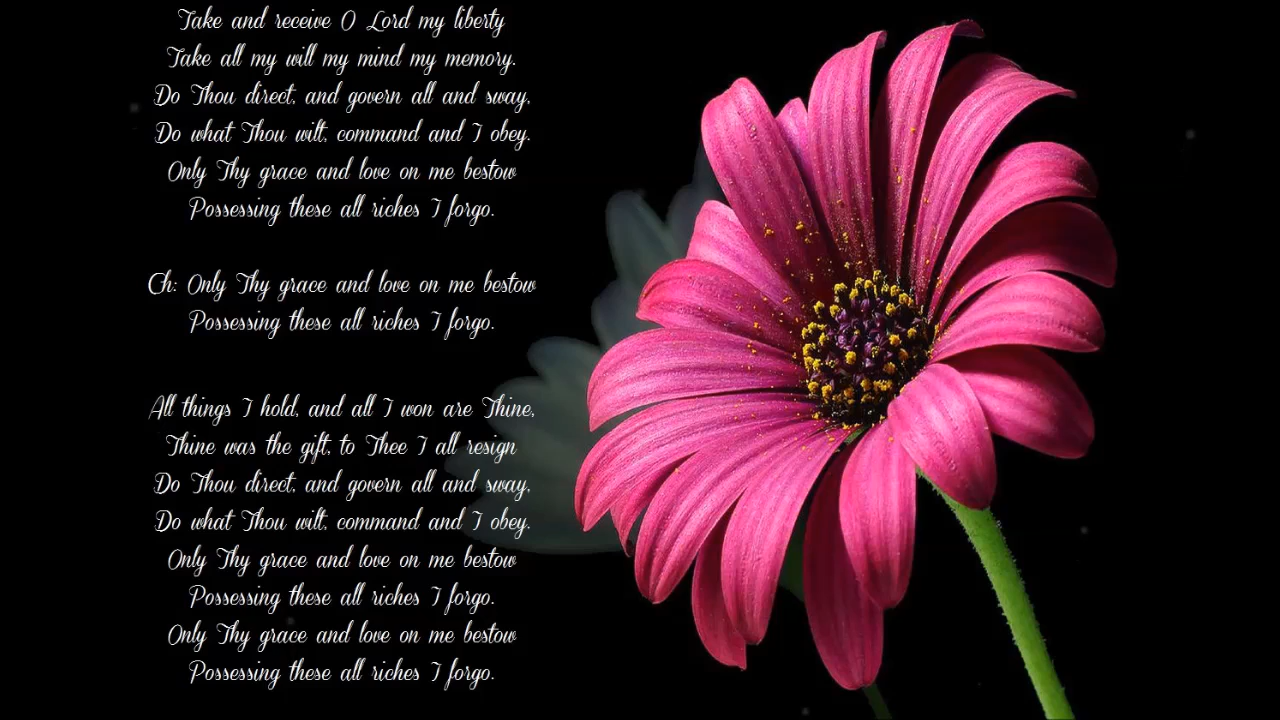 Take and receive O Lord my liberty
Take all my will my mind my memory.
Do Thou direct, and govern all and sway,
Do what Thou wilt, command and I obey.
Only Thy grace and love on me bestow
Possessing these all riches I forgo.
Ch: Only Thy grace and love on me bestow
Possessing these all riches I forgo.
All things I hold, and all I won are Thine,
Thine was the gift, to Thee I all resign
Do Thou direct, and govern all and sway,
Do what Thou wilt, command and I obey.
Only Thy grace and love on me bestow
Possessing these all riches I forgo.
Only Thy grace and love on me bestow
Possessing these all riches I forgo.